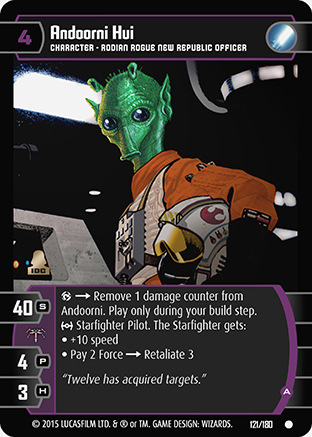 4
Andoorni Hui
CHARACTER - RODIAN ROGUE NEW REPUBLIC OFFICER
40 S
4 P
3 H
→ Remove 1 damage counter from
Andoorni. Play only during your build step.
Starfighter Pilot. The Starfighter gets:
• +10 speed
• Pay 2 Force → Retaliate 3
“Twelve has acquired targets.”
A
© 2015 LUCASFILM LTD. & ® or TM. GAME DESIGN: WIZARDS. 121/180